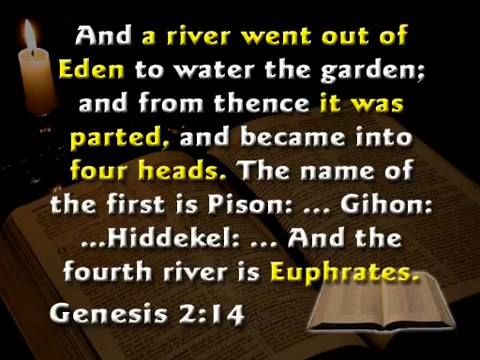 And a river went out of
Eden to water the garden;
and from thence it was
parted, and became into
four heads. The name of
the first is Pison: ... Gihon:
...Hiddekel: ... And the
fourth river is Euphrates.
Genesis 2:14